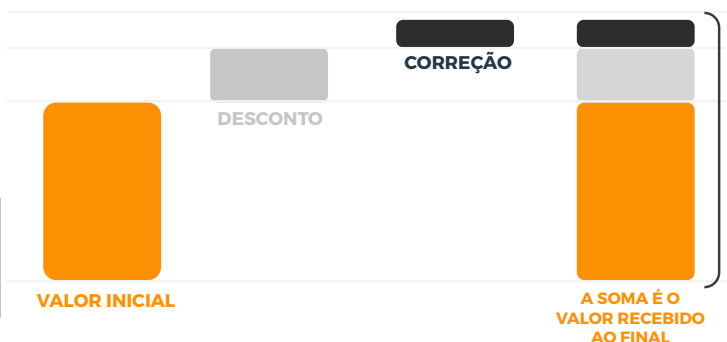 CORREÇÃO
DESCONTO
VALOR INICIAL
A SOMA É O
VALOR RECEBIDO
AO FINAL